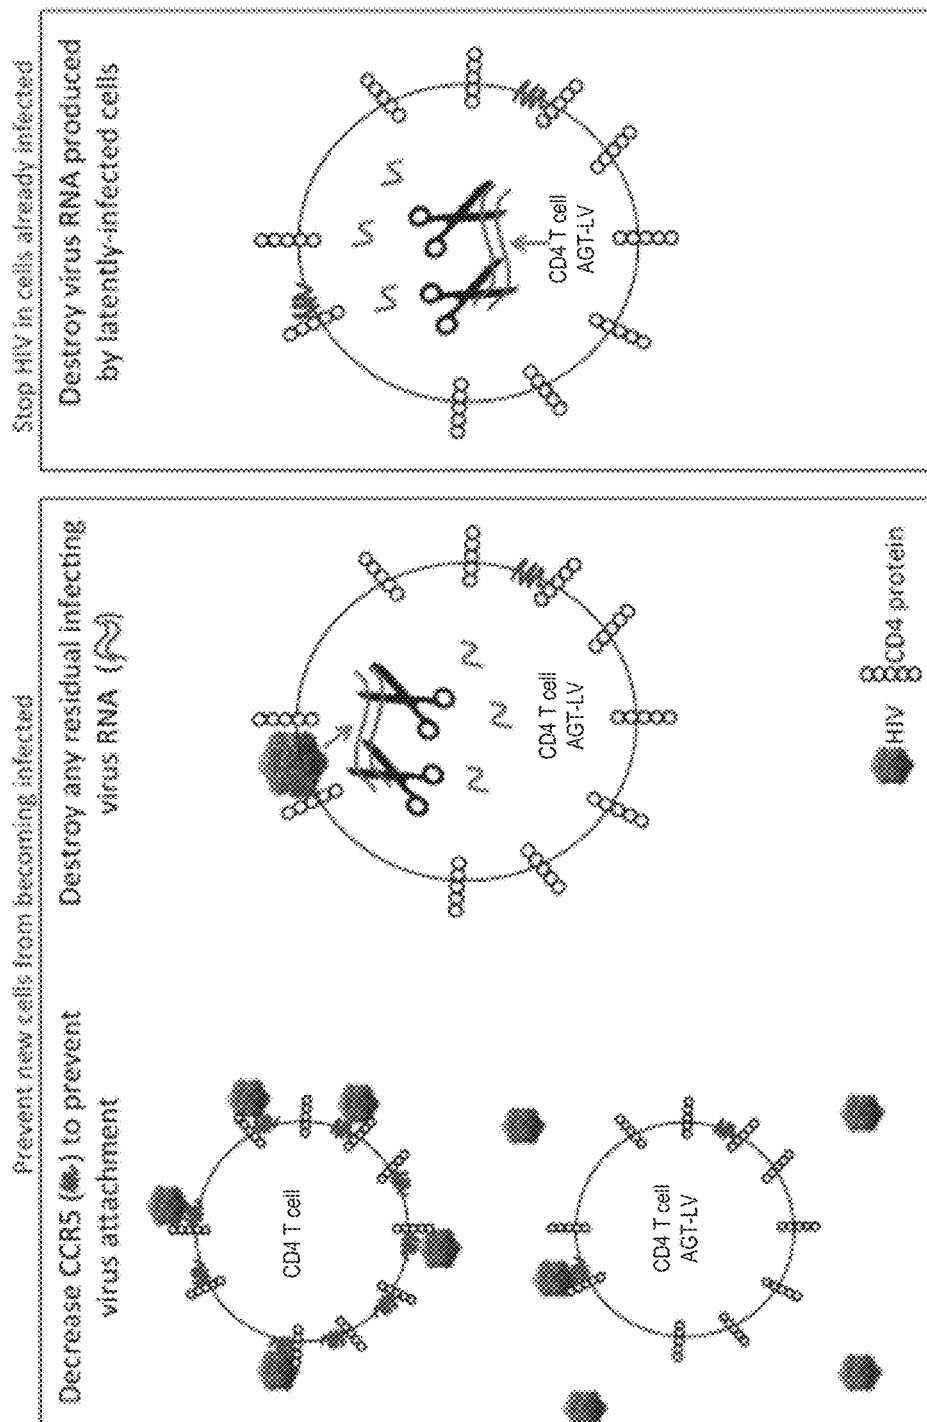 Prevent new cells from becoming infected
Decrease CCR5 ( ) to prevent
virus attachment
CD4 T cell
CD4 T cell
AGT-LV
Destroy any residual infecting
virus RNA ( )
CD4 T cell
AGT-LV
HIV
CD4 protein
Stop HIV in cells already infected
Destroy virus RNA produced
by latently-infected cells
CD4 T cell
AGT-LV